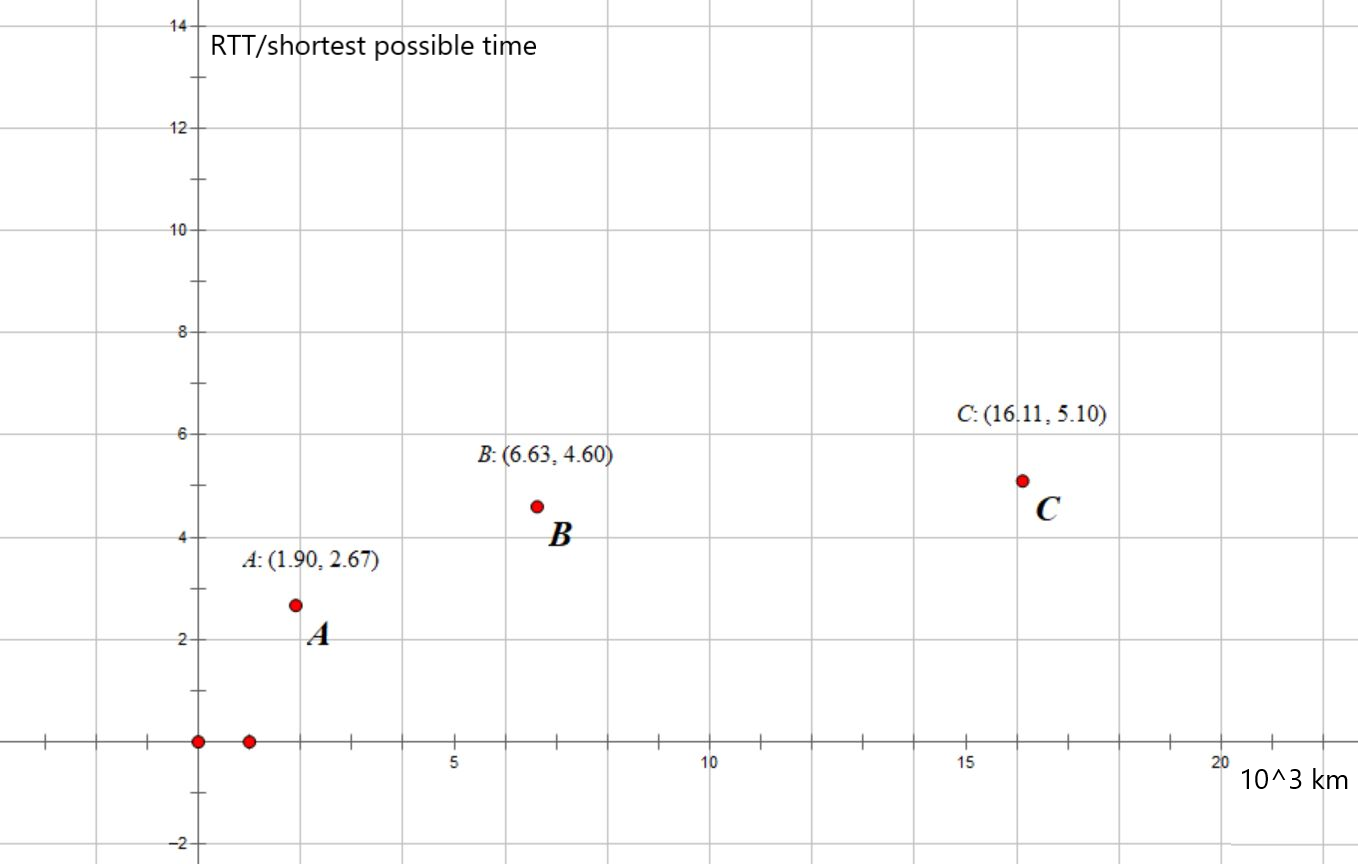 14
RTT/shortest possible time
12
10
8
C: (16.11, 5.10)
6
B: (6.63, 4.60)
C
B
4
A: (1.90, 2.67)
A
2
5 10 15 20
10^3 km
−2